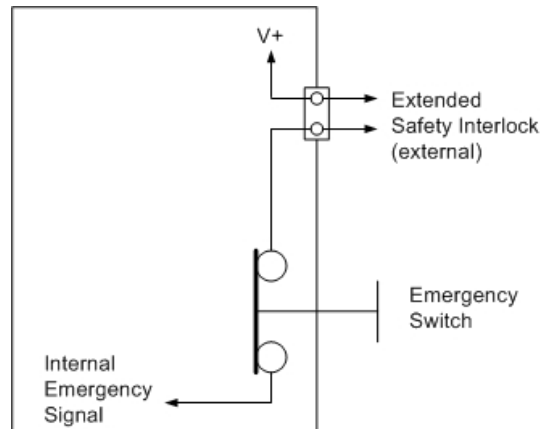 V+
Extended
Safety Interlock
(external)
Emergency
Switch
Internal
Emergency
Signal